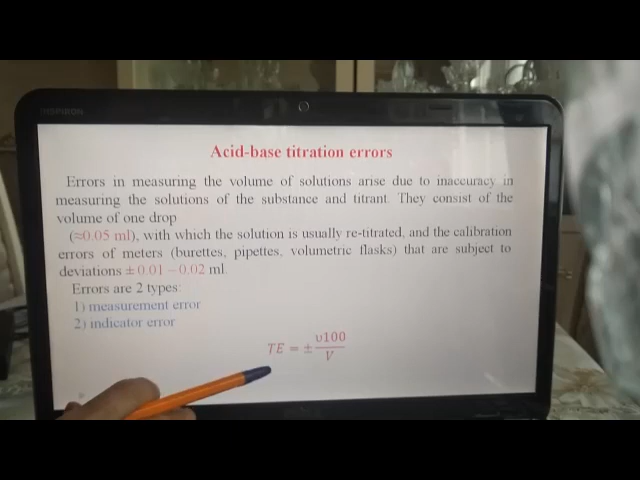 INSPIRON
Acid-base titration errors
Errors in measuring the volume of solutions arise due to inaccuracy in
measuring the solutions of the substance and titrant. They consist of the
volume of one drop
(≈0.05 ml), with which the solution is usually re-titrated, and the calibration
errors of meters (burettes, pipettes, volumetric flasks) that are subject to
deviations ± 0.01 – 0.02 ml.
Errors are 2 types:
1) measurement error
2) indicator error
TE = ± υ100 / V